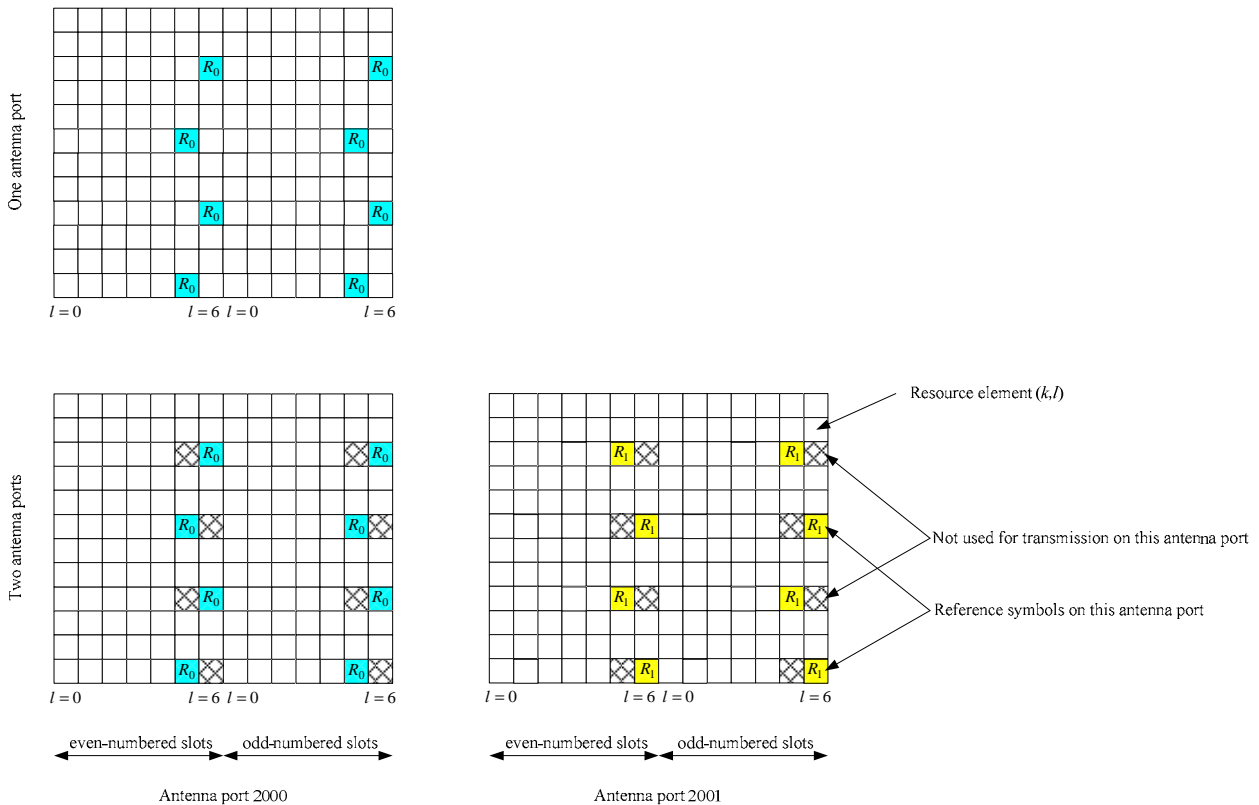 One antenna port
R0 R0
R0 R0
R0 R0
R0 R0
l = 0 l = 6 l = 0 l = 6
Two antenna ports
Resource element (k,l)
R0 R0 R1 R1
R0 R0 R1 R1
Not used for transmission on this antenna port
R0 R0 R1 R1
Reference symbols on this antenna port
R0 R0 R1 R1
l = 0 l = 6 l = 0 l = 6 l = 0 l = 6 l = 0 l = 6
even-numbered slots odd-numbered slots even-numbered slots odd-numbered slots
Antenna port 2000 Antenna port 2001